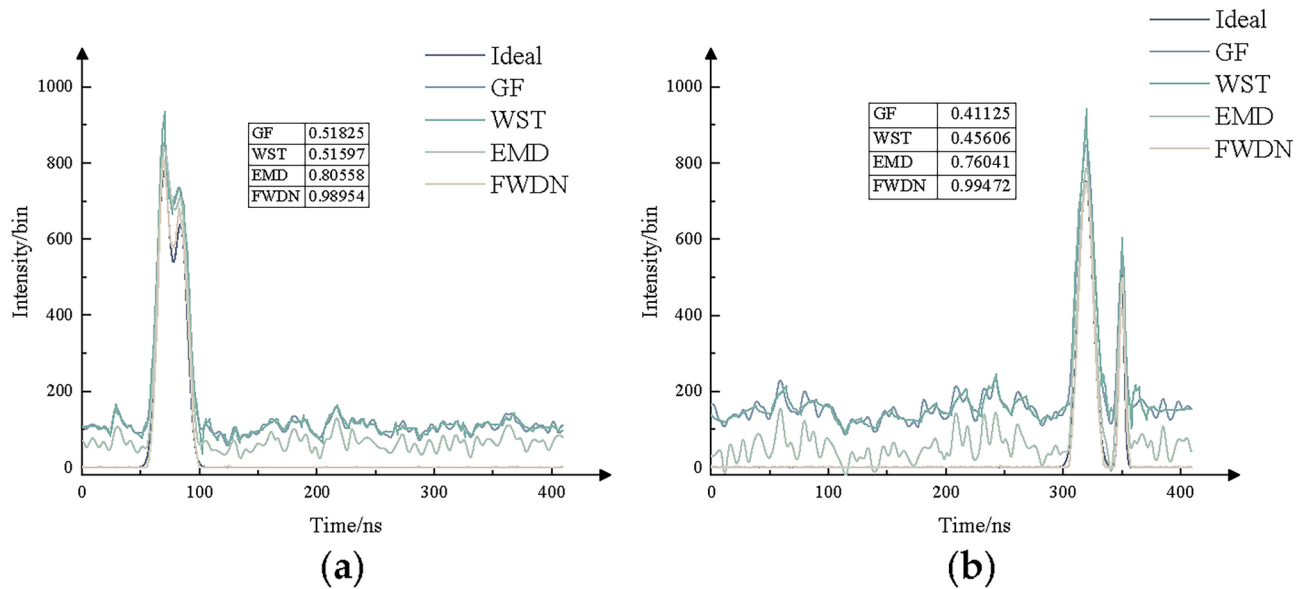 Ideal
GF
WST
EMD
FWDN
1000
800
600
400
200
0
Intensity/bin
GF 0.51825
WST 0.51597
EMD 0.80558
FWDN 0.98954
0 100 200 300 400
Time/ns
(a)
Ideal
GF
WST
EMD
FWDN
1000
800
600
400
200
0
Intensity/bin
GF 0.41125
WST 0.45606
EMD 0.76041
FWDN 0.99472
0 100 200 300 400
Time/ns
(b)